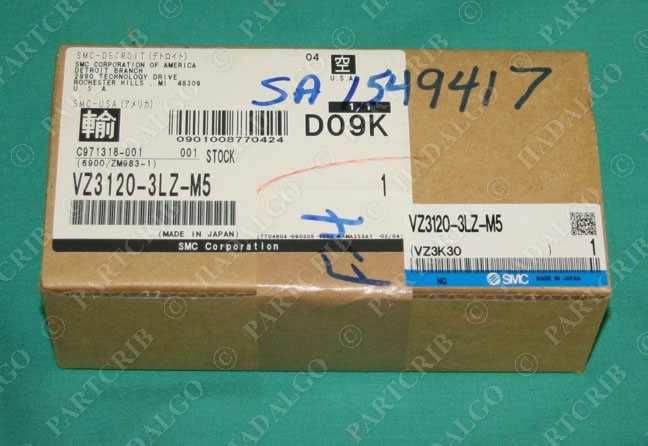 SMC-DETROIT (デトロイト)
SMC CORPORATION OF AMERICA
DETROIT BRANCH
2990 TECHNOLOGY DRIVE
ROCHESTER HILLS , MI 48309
U. S. A.
04
空
U.S.A.
SA 1549417
SMC-USA (アメリカ)
輸
0901008770424
1/1
D09K
C971318-001 001 STOCK
(6900/ZM983-1)
VZ3120-3LZ-M5 1
(MADE IN JAPAN)
SMC Corporation
VZ3120-3LZ-M5
(VZ3K30 ) 1
NQ SMC MADE IN JAPAN
PARTCRIB
HADALGO